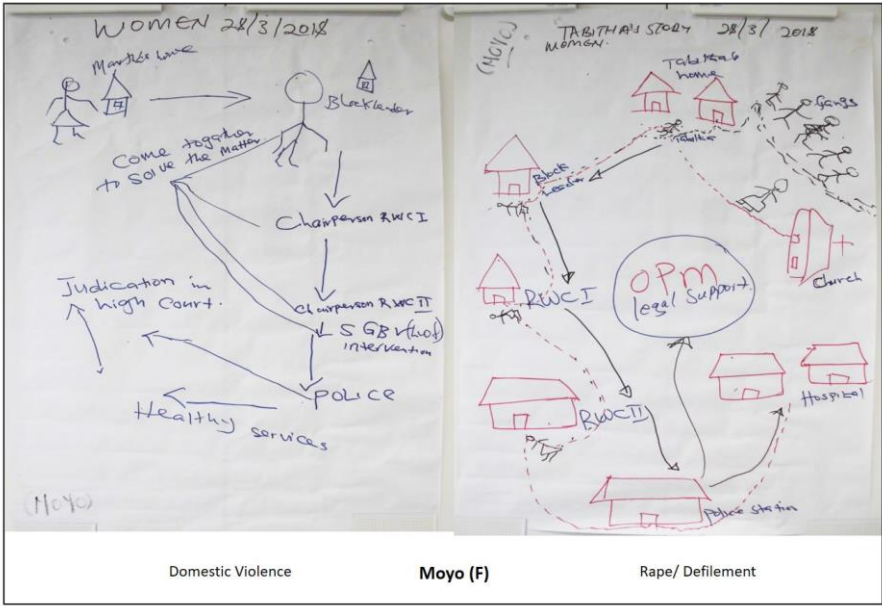 WOMEN 28/3/2018
Martha's home
Blockleader
Come together
to solve the matter
Chairperson RWC I
Judication in
high Court.
Chairperson RWC II
SGBV
intervention
POLICE
Healthy services
(MOYO)
(MOYO)
TABITHA'S STORY 28/3/2018
WOMEN.
Tabitha's
home
Gangs
Tabitha
Block
Leader
Church
OPM
legal support.
RWC I
Hospital
RWC II
Police station
Domestic Violence
Moyo (F)
Rape/ Defilement